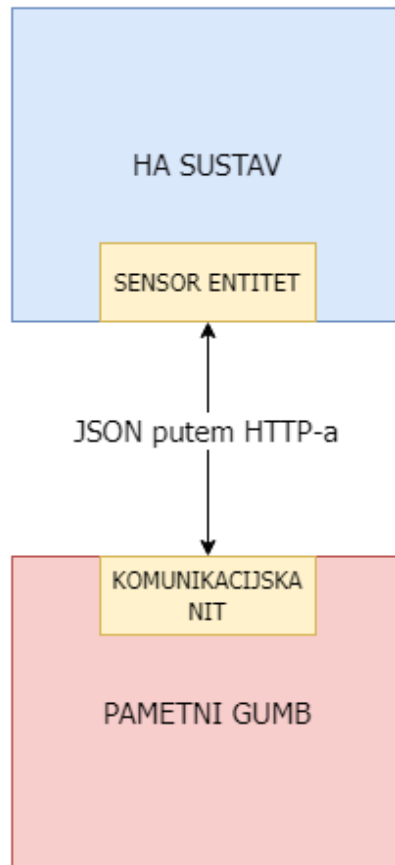 HA SUSTAV
SENSOR ENTITET
JSON putem HTTP-a
KOMUNIKACIJSKA
NIT
PAMETNI GUMB